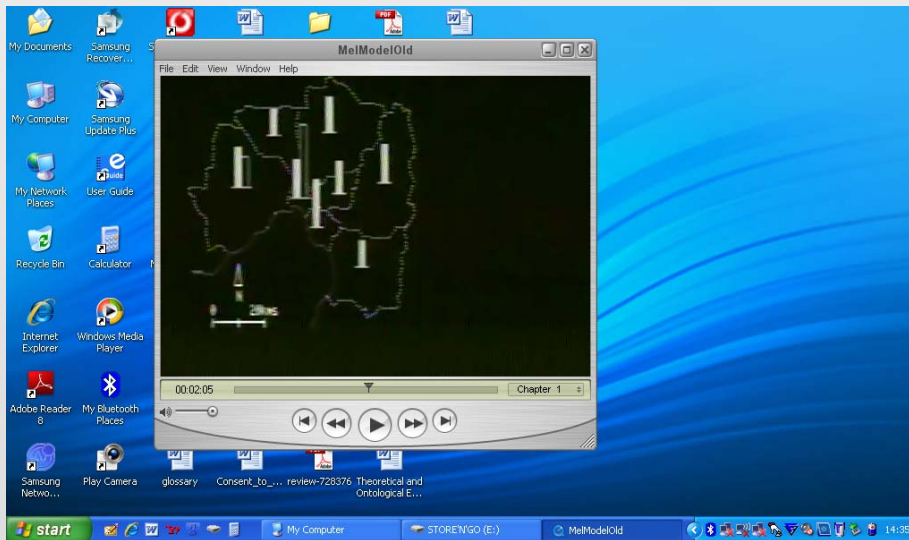 MelModelOld
File Edit View Window Help
My Documents
Samsung
Recover...
My Computer
Samsung
Update Plus
My Network
Places
User Guide
Recycle Bin
Calculator
Internet
Explorer
Windows Media
Player
Adobe Reader
8
My Bluetooth
Places
Samsung
Netwo...
Play Camera
glossary
Consent_to_...
review-728376
Theoretical and
Ontological E...
0 20kms
00:02:05
Chapter 1
start
My Computer
STORE'N'GO (E:)
MelModelOld
14:35